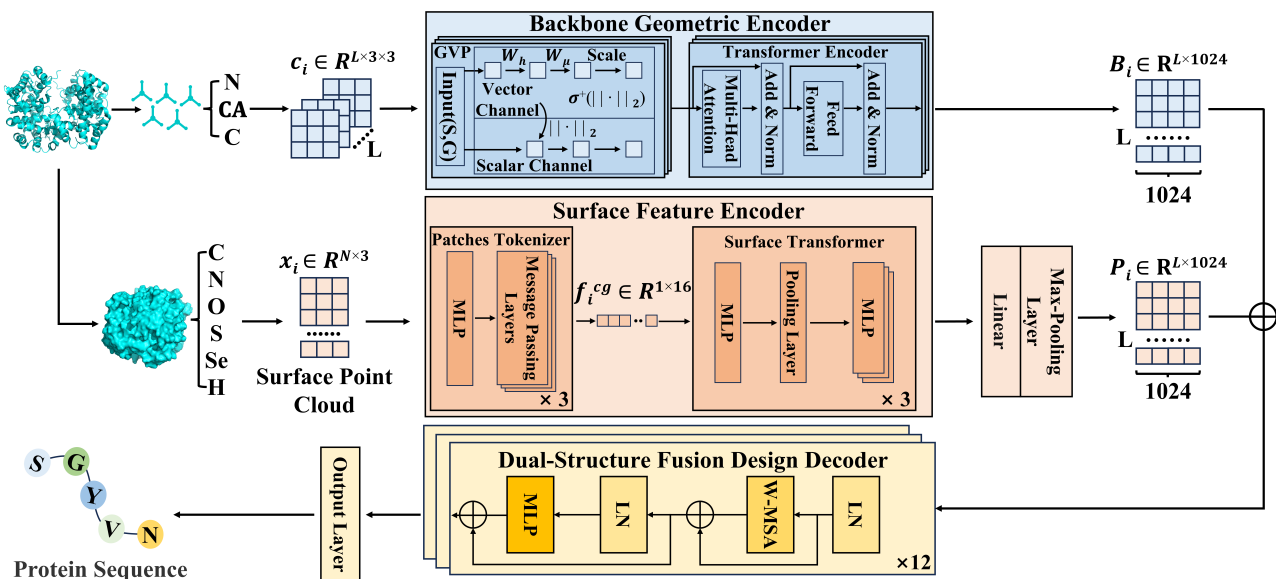 Backbone Geometric Encoder
N
CA
C
c_i ∈ R^{L×3×3}
L
GVP
Input(S,G)
W_h
W_μ
Scale
Vector
Channel
σ⁺(||·||₂)
||·||₂
Scalar Channel
Transformer Encoder
Multi-Head
Attention
Add & Norm
Feed
Forward
Add & Norm
B_i ∈ R^{L×1024}
L
......
1024
Surface Feature Encoder
C
N
O
S
Se
H
x_i ∈ R^{N×3}
......
Surface Point
Cloud
Patches Tokenizer
MLP
Message Passing
Layers
× 3
f_i^{cg} ∈ R^{1×16}
Surface Transformer
MLP
Pooling Layer
MLP
× 3
Linear
Max-Pooling
Layer
P_i ∈ R^{L×1024}
L
......
1024
Dual-Structure Fusion Design Decoder
LN
W-MSA
LN
MLP
×12
Output Layer
S
G
Y
V
N
Protein Sequence